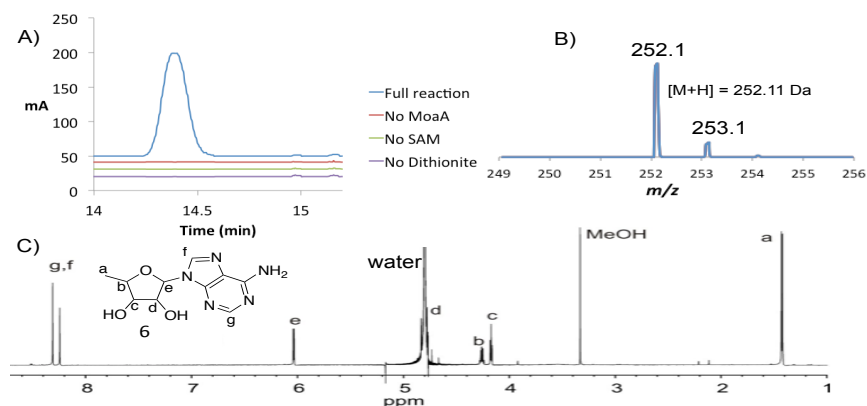 A)
250
200
150
mA
100
50
0
14
14.5
15
Time (min)
Full reaction
No MoaA
No SAM
No Dithionite
B)
252.1
[M+H] = 252.11 Da
253.1
249
250
251
252
253
254
255
256
m/z
C)
g,f
a
b
c
d
e
f
g
O
N
N
N
N
NH2
HO
OH
6
e
water
d
b
c
MeOH
a
8
6
5
4
3
2
1
ppm